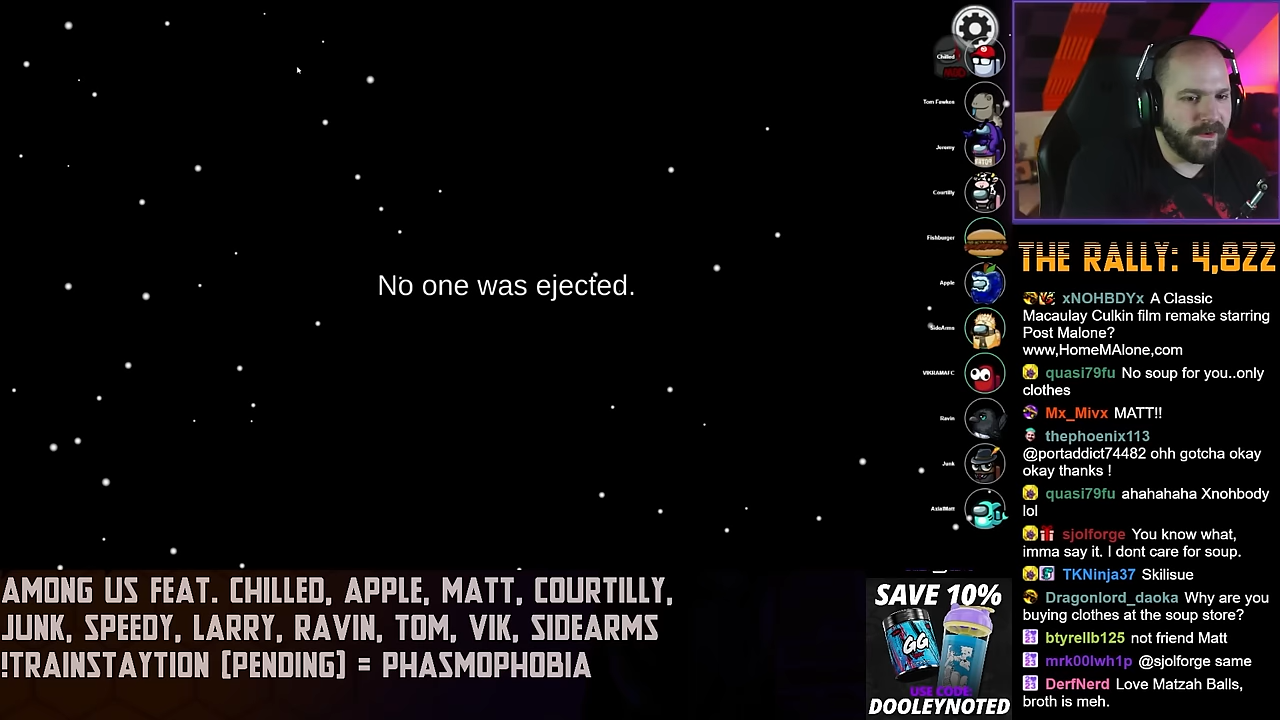 No one was ejected.
Chilled
Tom Fawkes
Jeremy
Courtilly
Fishburger
Apple
SideArms
VIKRAMAFC
Ravin
Junk
AxialMatt
THE RALLY: 4,822
xNOHBDYx A Classic
Macaulay Culkin film remake starring
Post Malone?
www,HomeMAlone,com
quasi79fu No soup for you..only
clothes
Mx_Mivx MATT!!
thephoenix113
@portaddict74482 ohh gotcha okay
okay thanks !
quasi79fu ahahahaha Xnohbody
lol
sjolforge You know what,
imma say it. I dont care for soup.
TKNinja37 Skilisue
Dragonlord_daoka Why are you
buying clothes at the soup store?
btyrellb125 not friend Matt
mrk00lwh1p @sjolforge same
DerfNerd Love Matzah Balls,
broth is meh.
AMONG US FEAT. CHILLED, APPLE, MATT, COURTILLY,
JUNK, SPEEDY, LARRY, RAVIN, TOM, VIK, SIDEARMS
!TRAINSTAYTION (PENDING) = PHASMOPHOBIA
SAVE 10%
GG
USE CODE:
DOOLEYNOTED